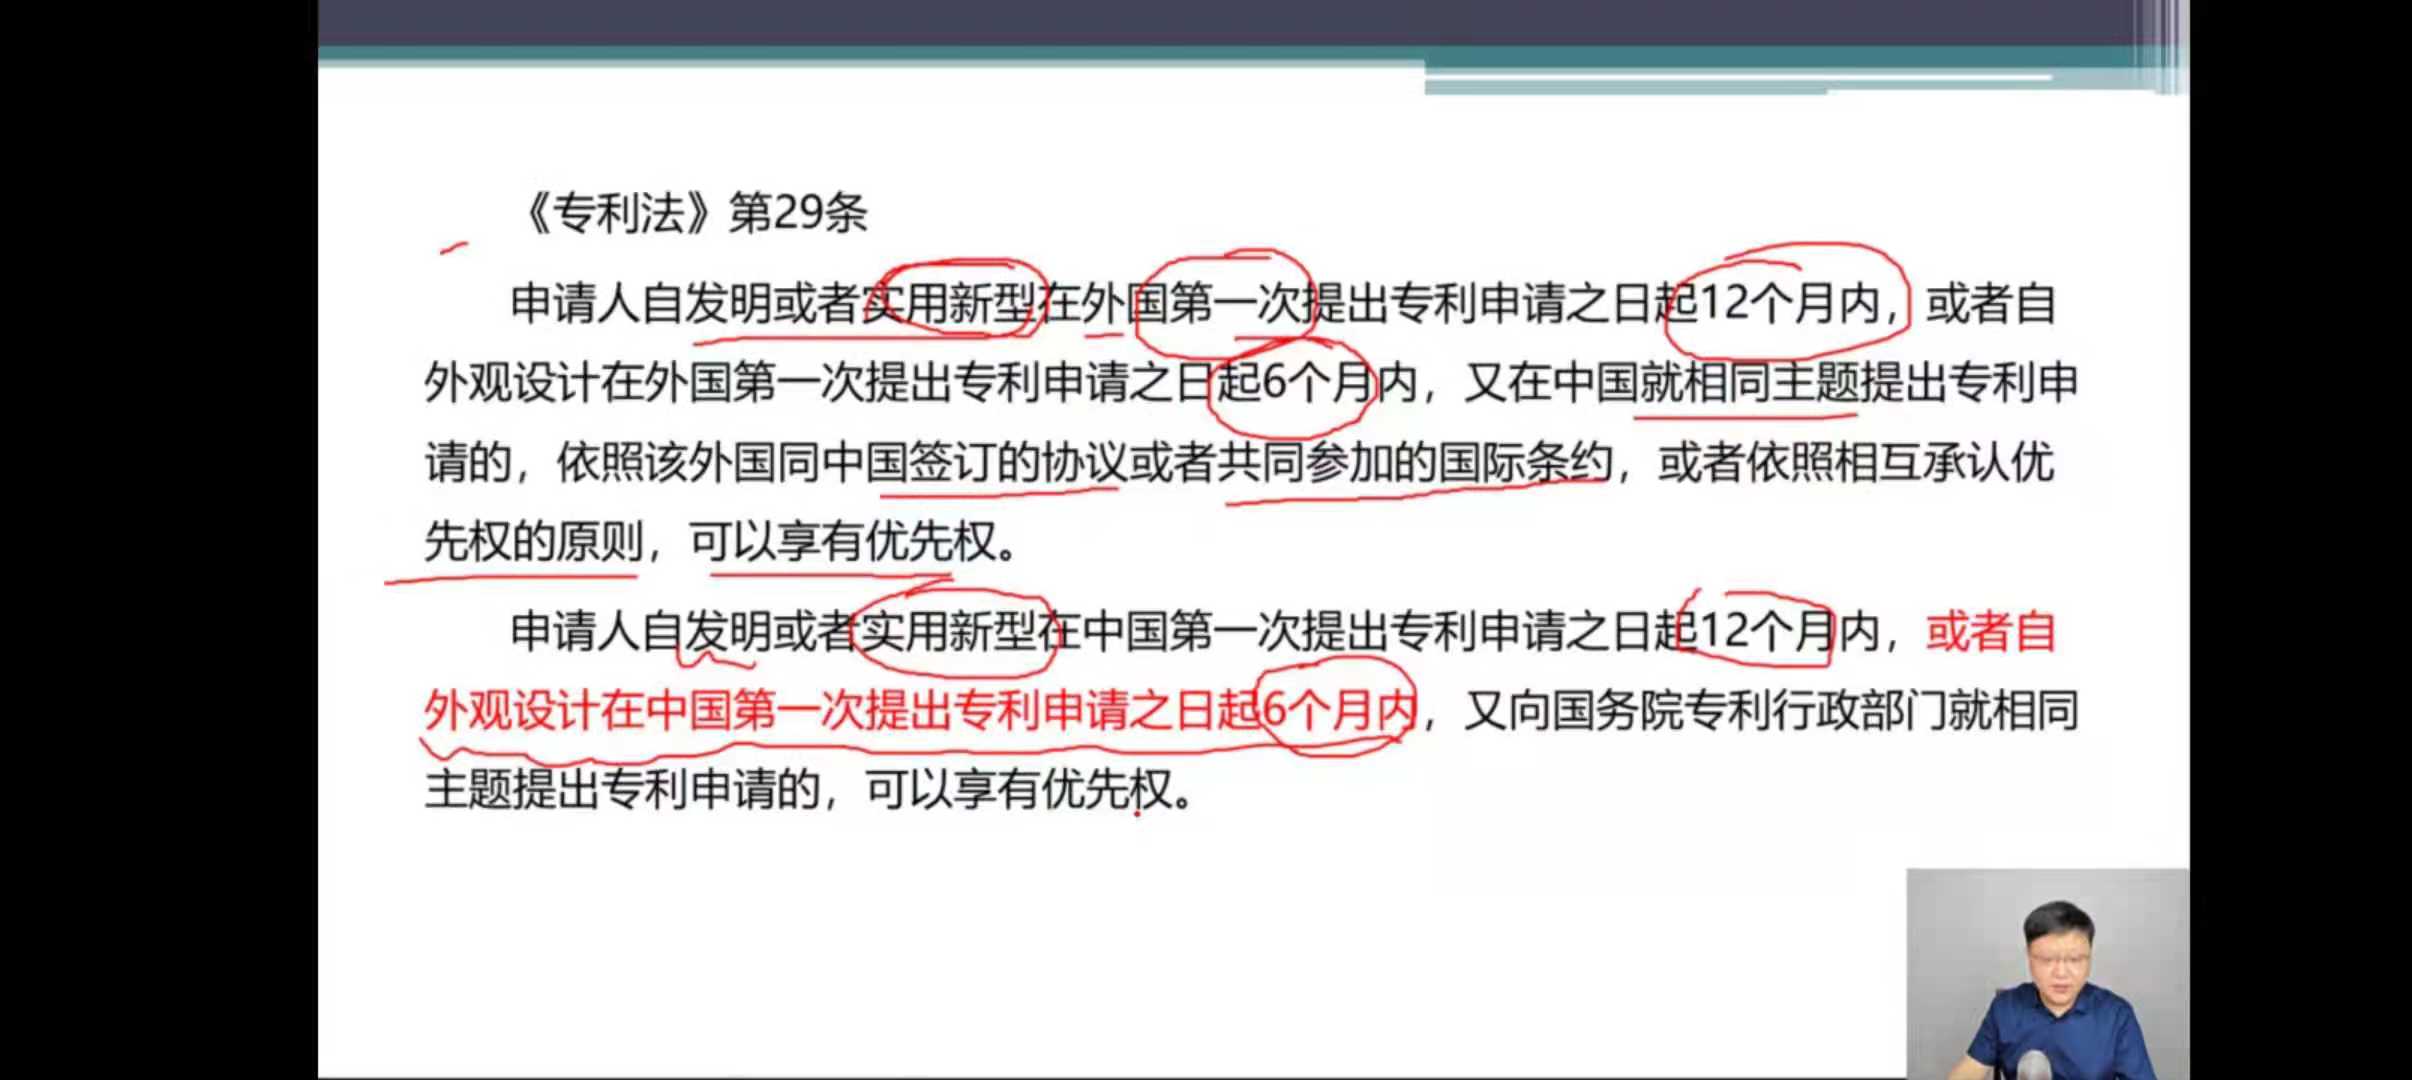 《专利法》第29条
申请人自发明或者实用新型在外国第一次提出专利申请之日起12个月内，或者自
外观设计在外国第一次提出专利申请之日起6个月内，又在中国就相同主题提出专利申
请的，依照该外国同中国签订的协议或者共同参加的国际条约，或者依照相互承认优
先权的原则，可以享有优先权。
申请人自发明或者实用新型在中国第一次提出专利申请之日起12个月内，或者自
外观设计在中国第一次提出专利申请之日起6个月内，又向国务院专利行政部门就相同
主题提出专利申请的，可以享有优先权。